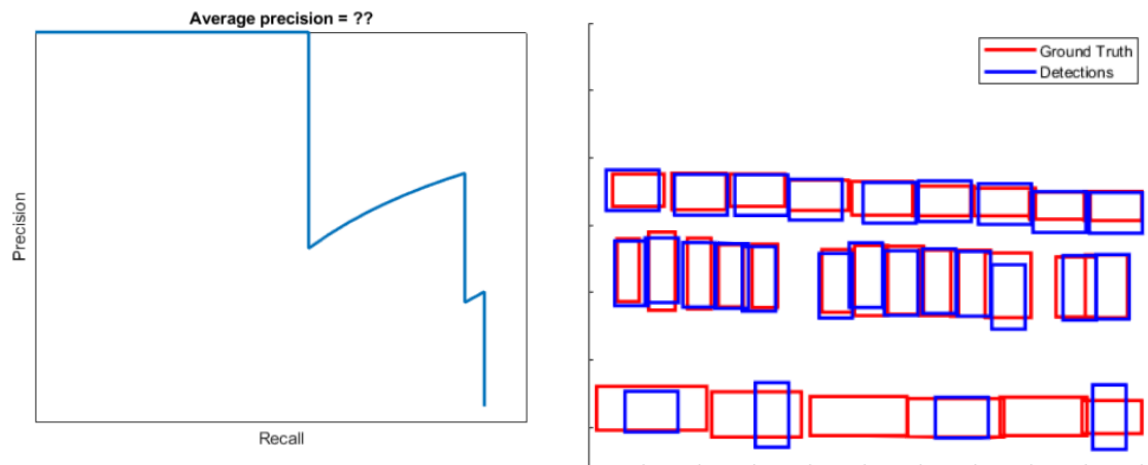 Average precision = ??
Precision
Recall
Ground Truth
Detections